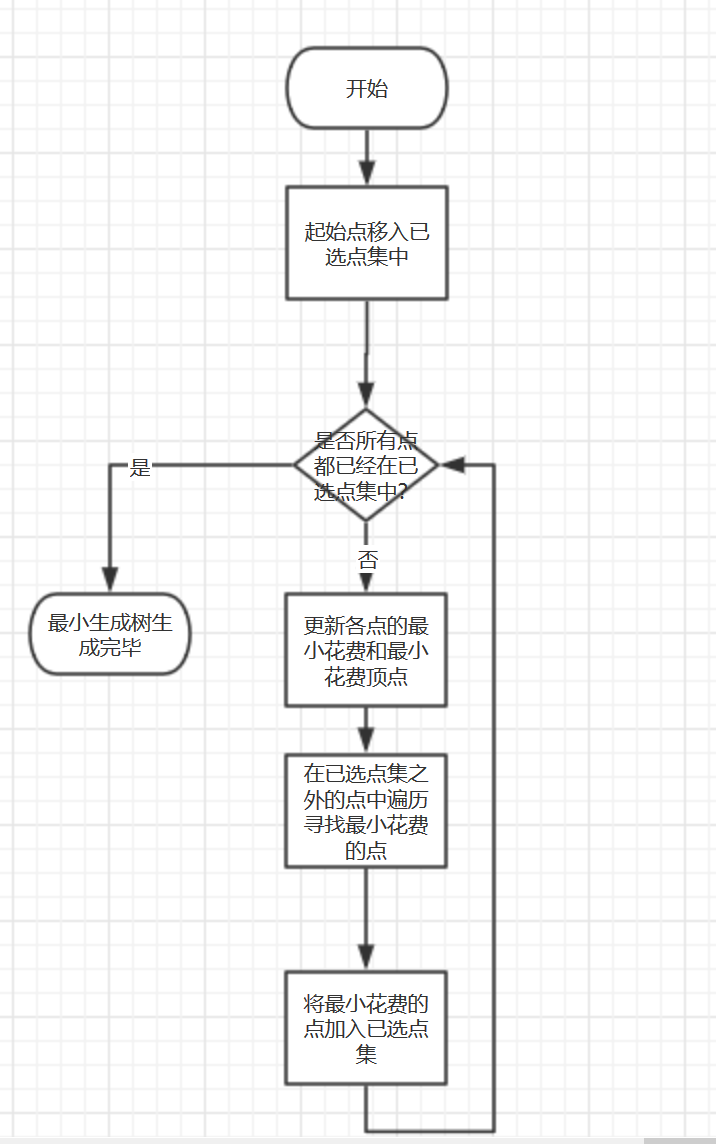 开始
起始点移入已
选点集中
是否所有点
都已经在已
选点集中?
是
否
最小生成树生
成完毕
更新各点的最
小花费和最小
花费顶点
在已选点集之
外的点中遍历
寻找最小花费
的点
将最小花费的
点加入已选点
集